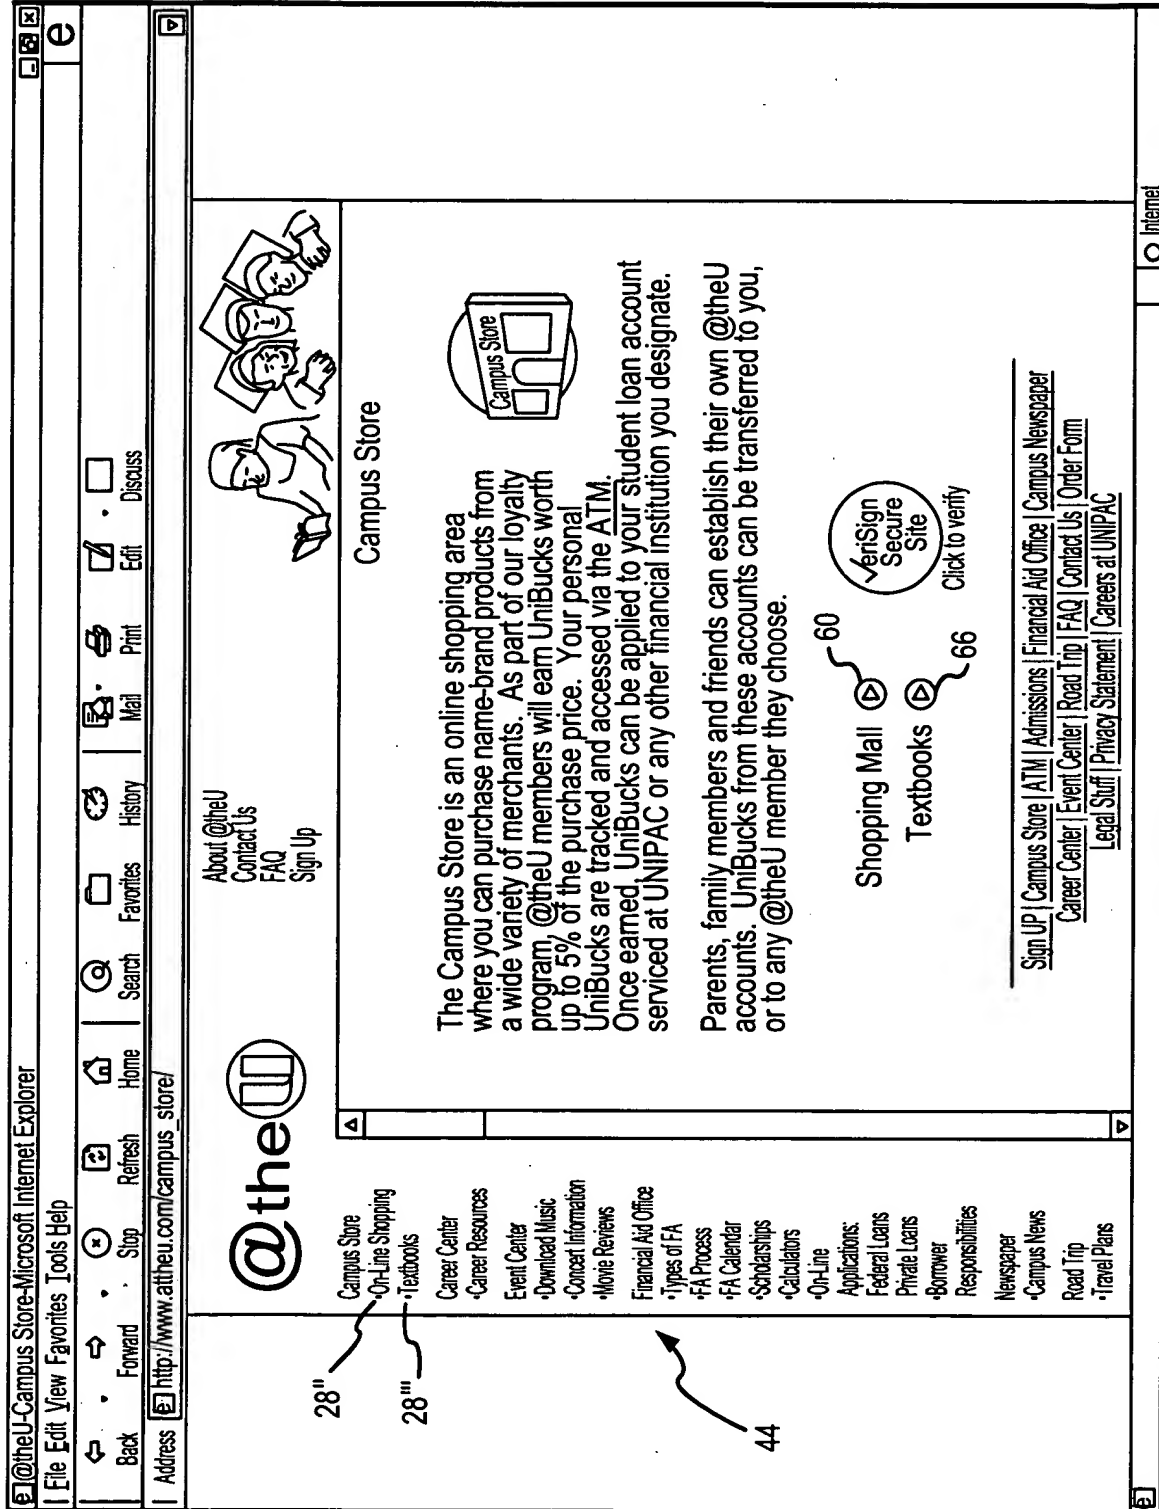 @theU-Campus Store-Microsoft Internet Explorer
File Edit View Favorites Tools Help
Back Forward Stop Refresh Home Search Favorites History Mail Print Edit Discuss
Address http://www.attheu.com/campus_store/
@theU
About @theU
Contact Us
FAQ
Sign Up
Campus Store
•On-Line Shopping
•Textbooks
Career Center
•Career Resources
Event Center
•Download Music
•Concert Information
•Movie Reviews
Financial Aid Office
•Types of FA
•FA Process
•FA Calendar
•Scholarships
•Calculators
•On-Line
Applications:
Federal Loans
Private Loans
•Borrower
Responsibilities
Newspaper
•Campus News
Road Trip
•Travel Plans
28"
28'"
44
Campus Store
Campus Store
The Campus Store is an online shopping area
where you can purchase name-brand products from
a wide variety of merchants. As part of our loyalty
program, @theU members will earn UniBucks worth
up to 5% of the purchase price. Your personal
UniBucks are tracked and accessed via the ATM.
Once earned, UniBucks can be applied to your student loan account
serviced at UNIPAC or any other financial institution you designate.
Parents, family members and friends can establish their own @theU
accounts. UniBucks from these accounts can be transferred to you,
or to any @theU member they choose.
Shopping Mall
60
Textbooks
66
VeriSign
Secure
Site
Click to verify
Sign UP | Campus Store | ATM | Admissions | Financial Aid Office | Campus Newspaper
Career Center | Event Center | Road Trip | FAQ | Contact Us | Order Form
Legal Stuff | Privacy Statement | Careers at UNIPAC
Internet